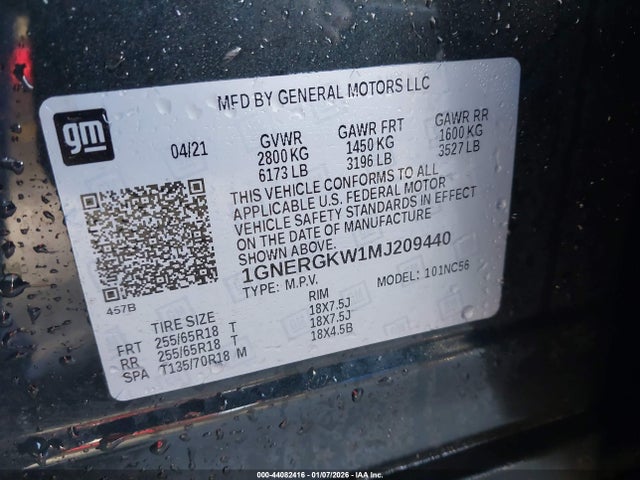 MFD BY GENERAL MOTORS LLC
gm
04/21
GVWR GAWR FRT GAWR RR
2800 KG 1450 KG 1600 KG
6173 LB 3196 LB 3527 LB
THIS VEHICLE CONFORMS TO ALL
APPLICABLE U.S. FEDERAL MOTOR
VEHICLE SAFETY STANDARDS IN EFFECT
ON THE DATE OF MANUFACTURE
SHOWN ABOVE.
1GNERGKW1MJ209440
TYPE: M.P.V. MODEL: 101NC56
457B
TIRE SIZE RIM
FRT 255/65R18 T 18X7.5J
RR 255/65R18 T 18X7.5J
SPA T135/70R18 M 18X4.5B
000-44082416 - 01/07/2026 - IAA Inc.